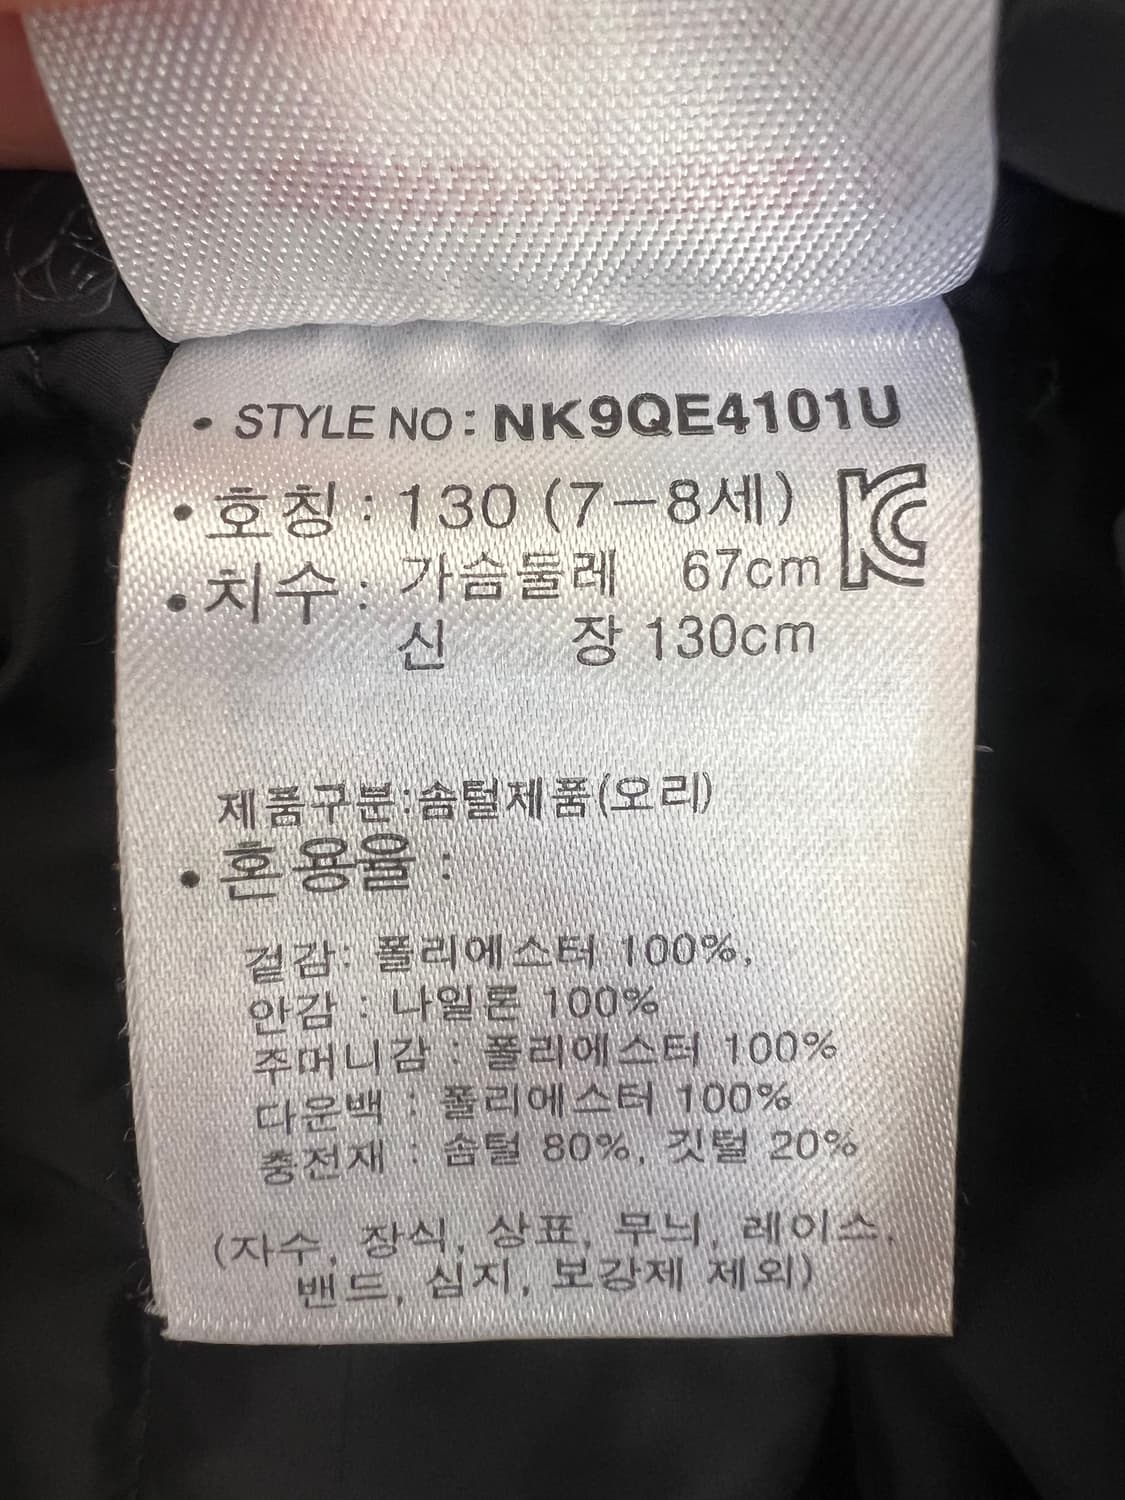 • STYLE NO : NK9QE4101U
• 호칭 : 130 (7－8세)
• 치수 : 가슴둘레 67cm
신 장 130cm
제품구분:솜털제품(오리)
• 혼용율 :
겉감: 폴리에스터 100%,
안감 : 나일론 100%
주머니감 : 폴리에스터 100%
다운백 : 폴리에스터 100%
충전재 : 솜털 80%, 깃털 20%
(자수, 장식, 상표, 무늬, 레이스,
밴드, 심지, 보강제 제외)